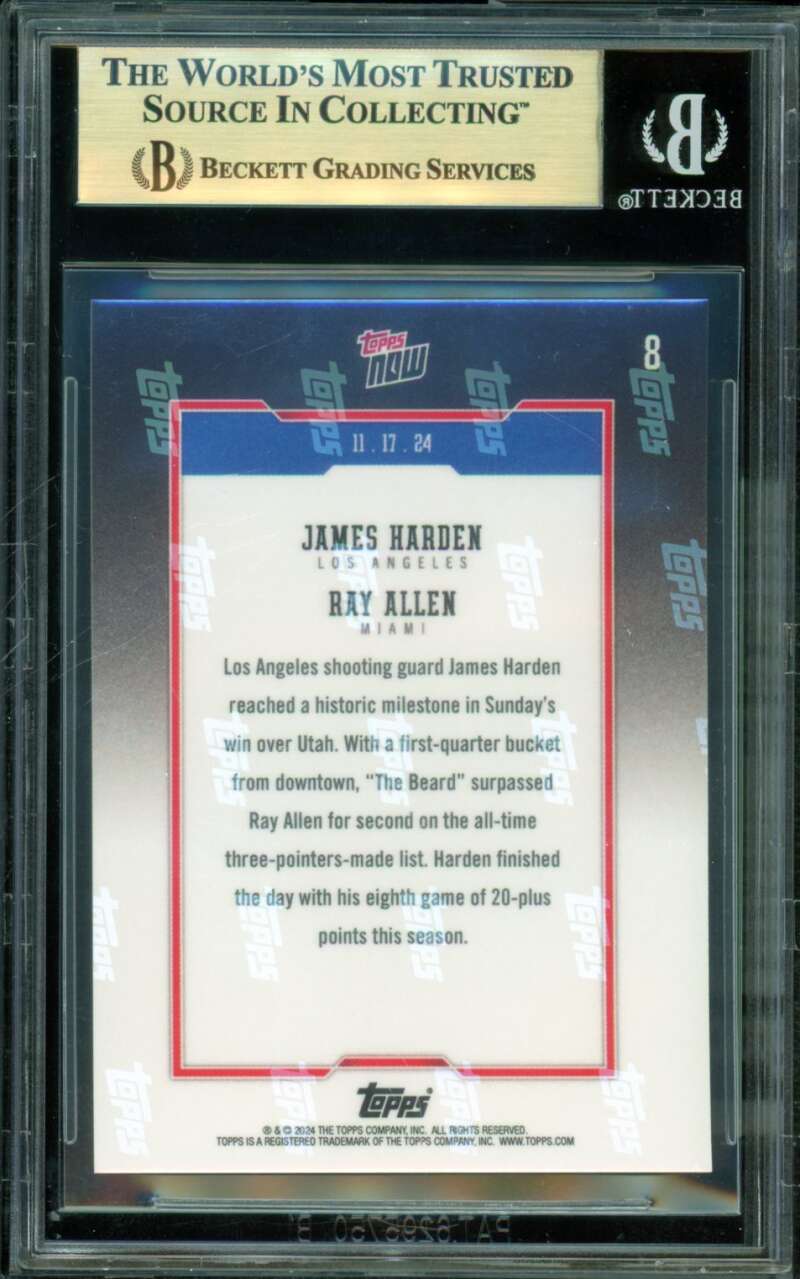 THE WORLD'S MOST TRUSTED
SOURCE IN COLLECTING™
B BECKETT GRADING SERVICES
B
BECKETT®
topps
now
8
11.17.24
JAMES HARDEN
LOS ANGELES
RAY ALLEN
MIAMI
Los Angeles shooting guard James Harden
reached a historic milestone in Sunday's
win over Utah. With a first-quarter bucket
from downtown, "The Beard" surpassed
Ray Allen for second on the all-time
three-pointers-made list. Harden finished
the day with his eighth game of 20-plus
points this season.
topps®
® & © 2024 THE TOPPS COMPANY, INC. ALL RIGHTS RESERVED.
TOPPS IS A REGISTERED TRADEMARK OF THE TOPPS COMPANY, INC. WWW.TOPPS.COM